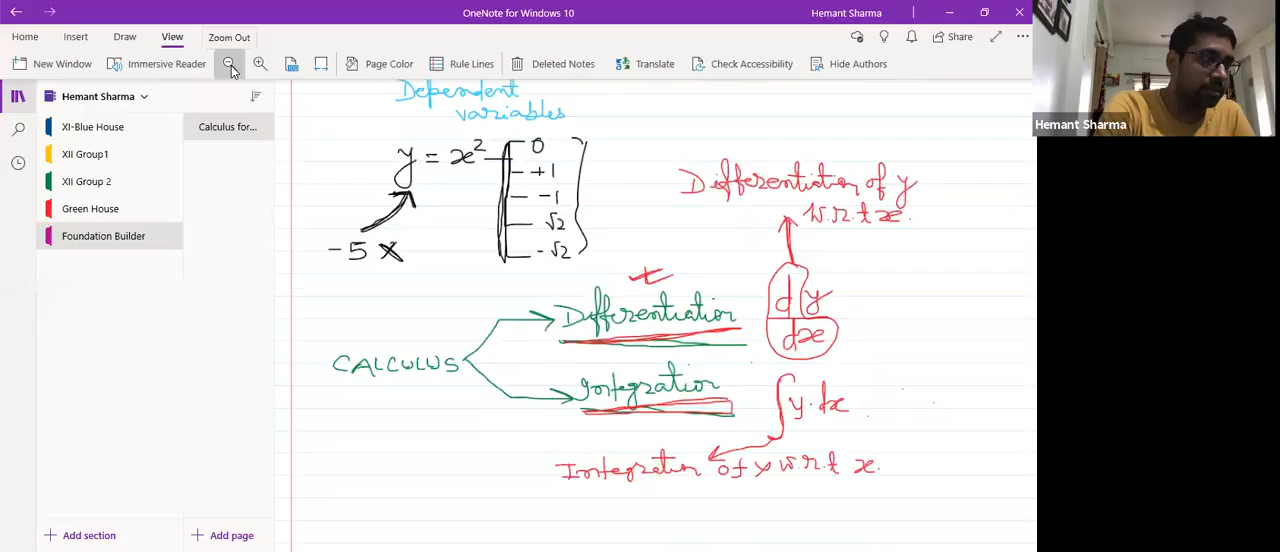 OneNote for Windows 10
Hemant Sharma
Home Insert Draw View Zoom Out
Share
New Window Immersive Reader Page Color Rule Lines Deleted Notes Translate Check Accessibility Hide Authors
Hemant Sharma
XI-Blue House
XII Group1
XII Group 2
Green House
Foundation Builder
Calculus for...
Add section
Add page
Hemant Sharma
Dependent
variables
y = x²
0
+1
-1
√2
-√2
-5 X
Differentiation of y
w.r.t x.
CALCULUS
Differentiation
Integration
dy
dx
∫ y. dx
Integration of y w.r.t x.